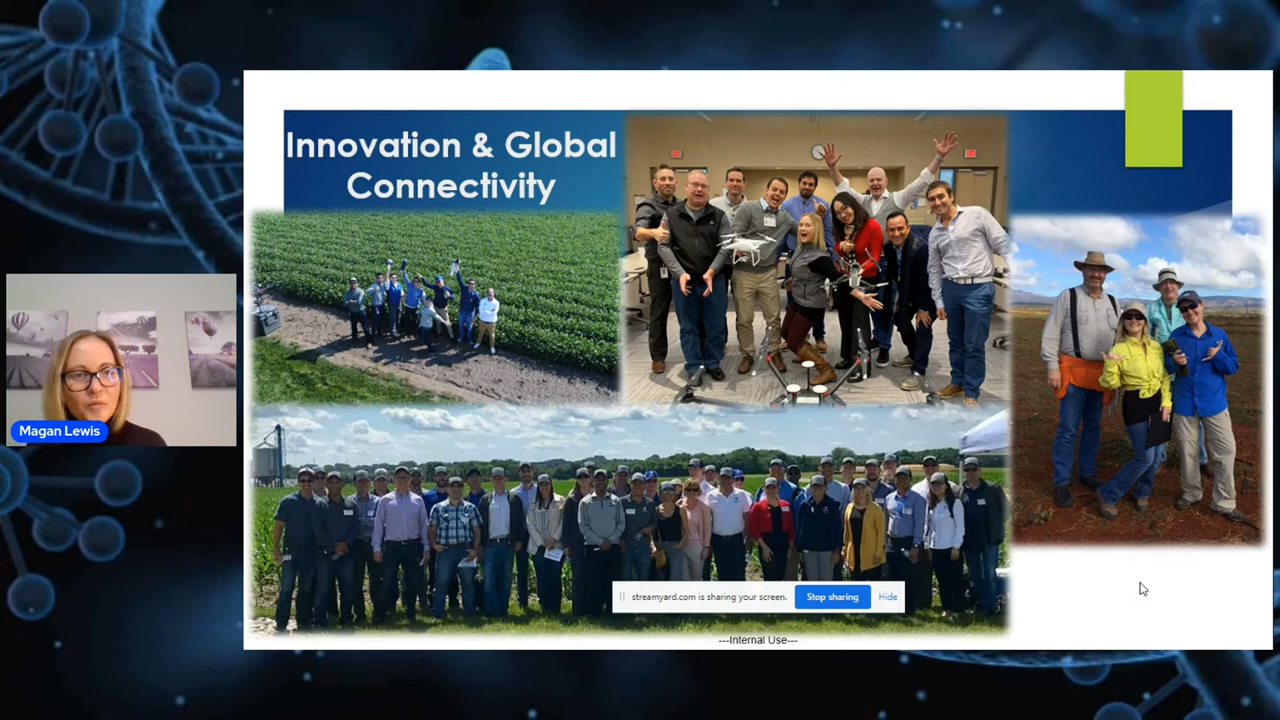 Innovation & Global
Connectivity
Magan Lewis
streamyard.com is sharing your screen.
Stop sharing
Hide
---Internal Use---